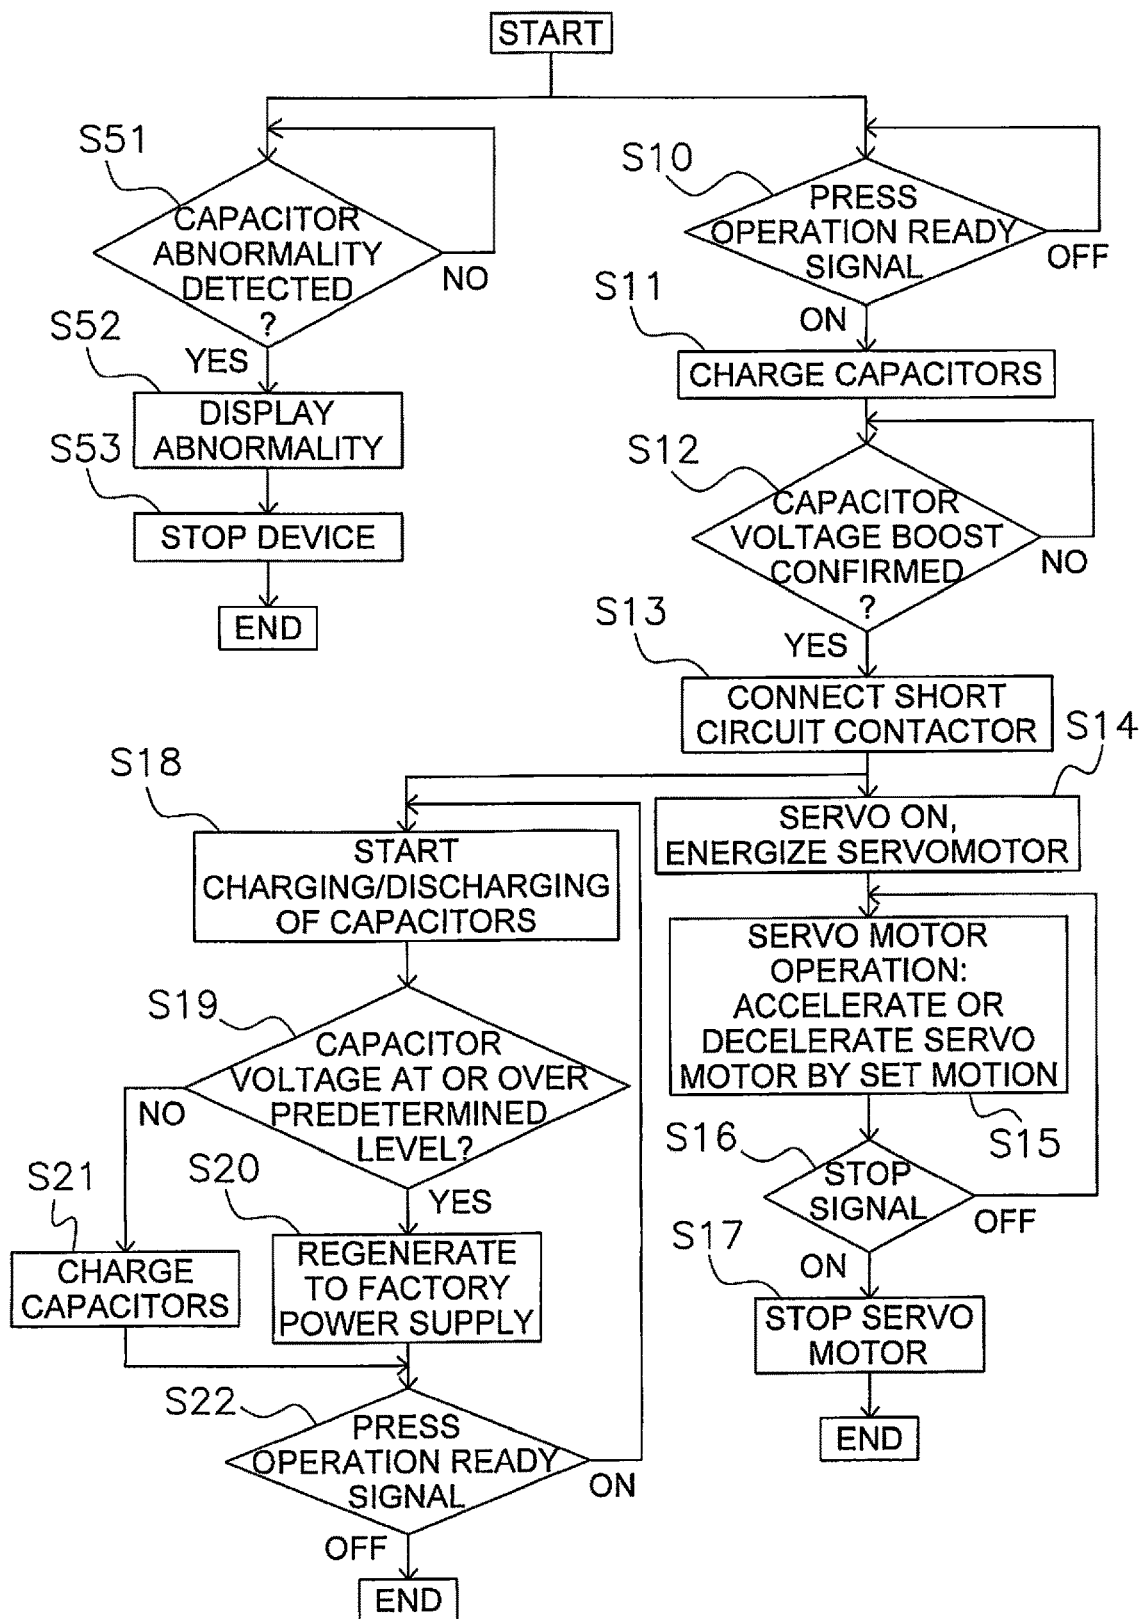 START
S51
CAPACITOR
ABNORMALITY
DETECTED
?
NO
YES
S52
DISPLAY
ABNORMALITY
S53
STOP DEVICE
END
S10
PRESS
OPERATION READY
SIGNAL
OFF
ON
S11
CHARGE CAPACITORS
S12
CAPACITOR
VOLTAGE BOOST
CONFIRMED
?
NO
YES
S13
CONNECT SHORT
CIRCUIT CONTACTOR
S14
SERVO ON,
ENERGIZE SERVOMOTOR
SERVO MOTOR
OPERATION:
ACCELERATE OR
DECELERATE SERVO
MOTOR BY SET MOTION
S15
S16
STOP
SIGNAL
OFF
ON
S17
STOP SERVO
MOTOR
END
S18
START
CHARGING/DISCHARGING
OF CAPACITORS
S19
CAPACITOR
VOLTAGE AT OR OVER
PREDETERMINED
LEVEL?
NO
YES
S21
CHARGE
CAPACITORS
S20
REGENERATE
TO FACTORY
POWER SUPPLY
S22
PRESS
OPERATION READY
SIGNAL
ON
OFF
END